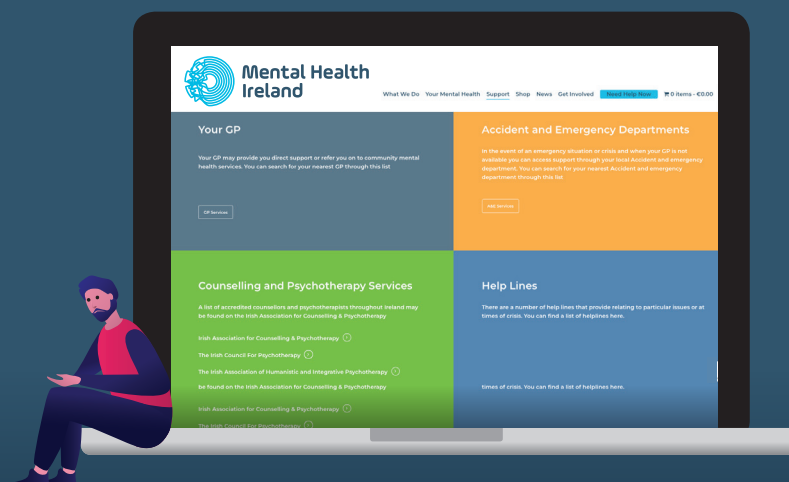 Mental Health
Ireland
What We Do Your Mental Health Support Shop News Get Involved Need Help Now 0 items - €0.00
Your GP
Your GP may provide you direct support or refer you on to community mental
health services. You can search for your nearest GP through this list
GP Services
Accident and Emergency Departments
In the event of an emergency situation or crisis and when your GP is not
available you can access support through your local Accident and emergency
department. You can search for your nearest Accident and emergency
department through this list
A&E Services
Counselling and Psychotherapy Services
A list of accredited counsellors and psychotherapists throughout Ireland may
be found on the Irish Association for Counselling & Psychotherapy
Irish Association for Counselling & Psychotherapy
The Irish Council For Psychotherapy
The Irish Association of Humanistic and Integrative Psychotherapy
be found on the Irish Association for Counselling & Psychotherapy
Irish Association for Counselling & Psychotherapy
The Irish Council For Psychotherapy
Help Lines
There are a number of help lines that provide relating to particular issues or at
times of crisis. You can find a list of helplines here.
times of crisis. You can find a list of helplines here.